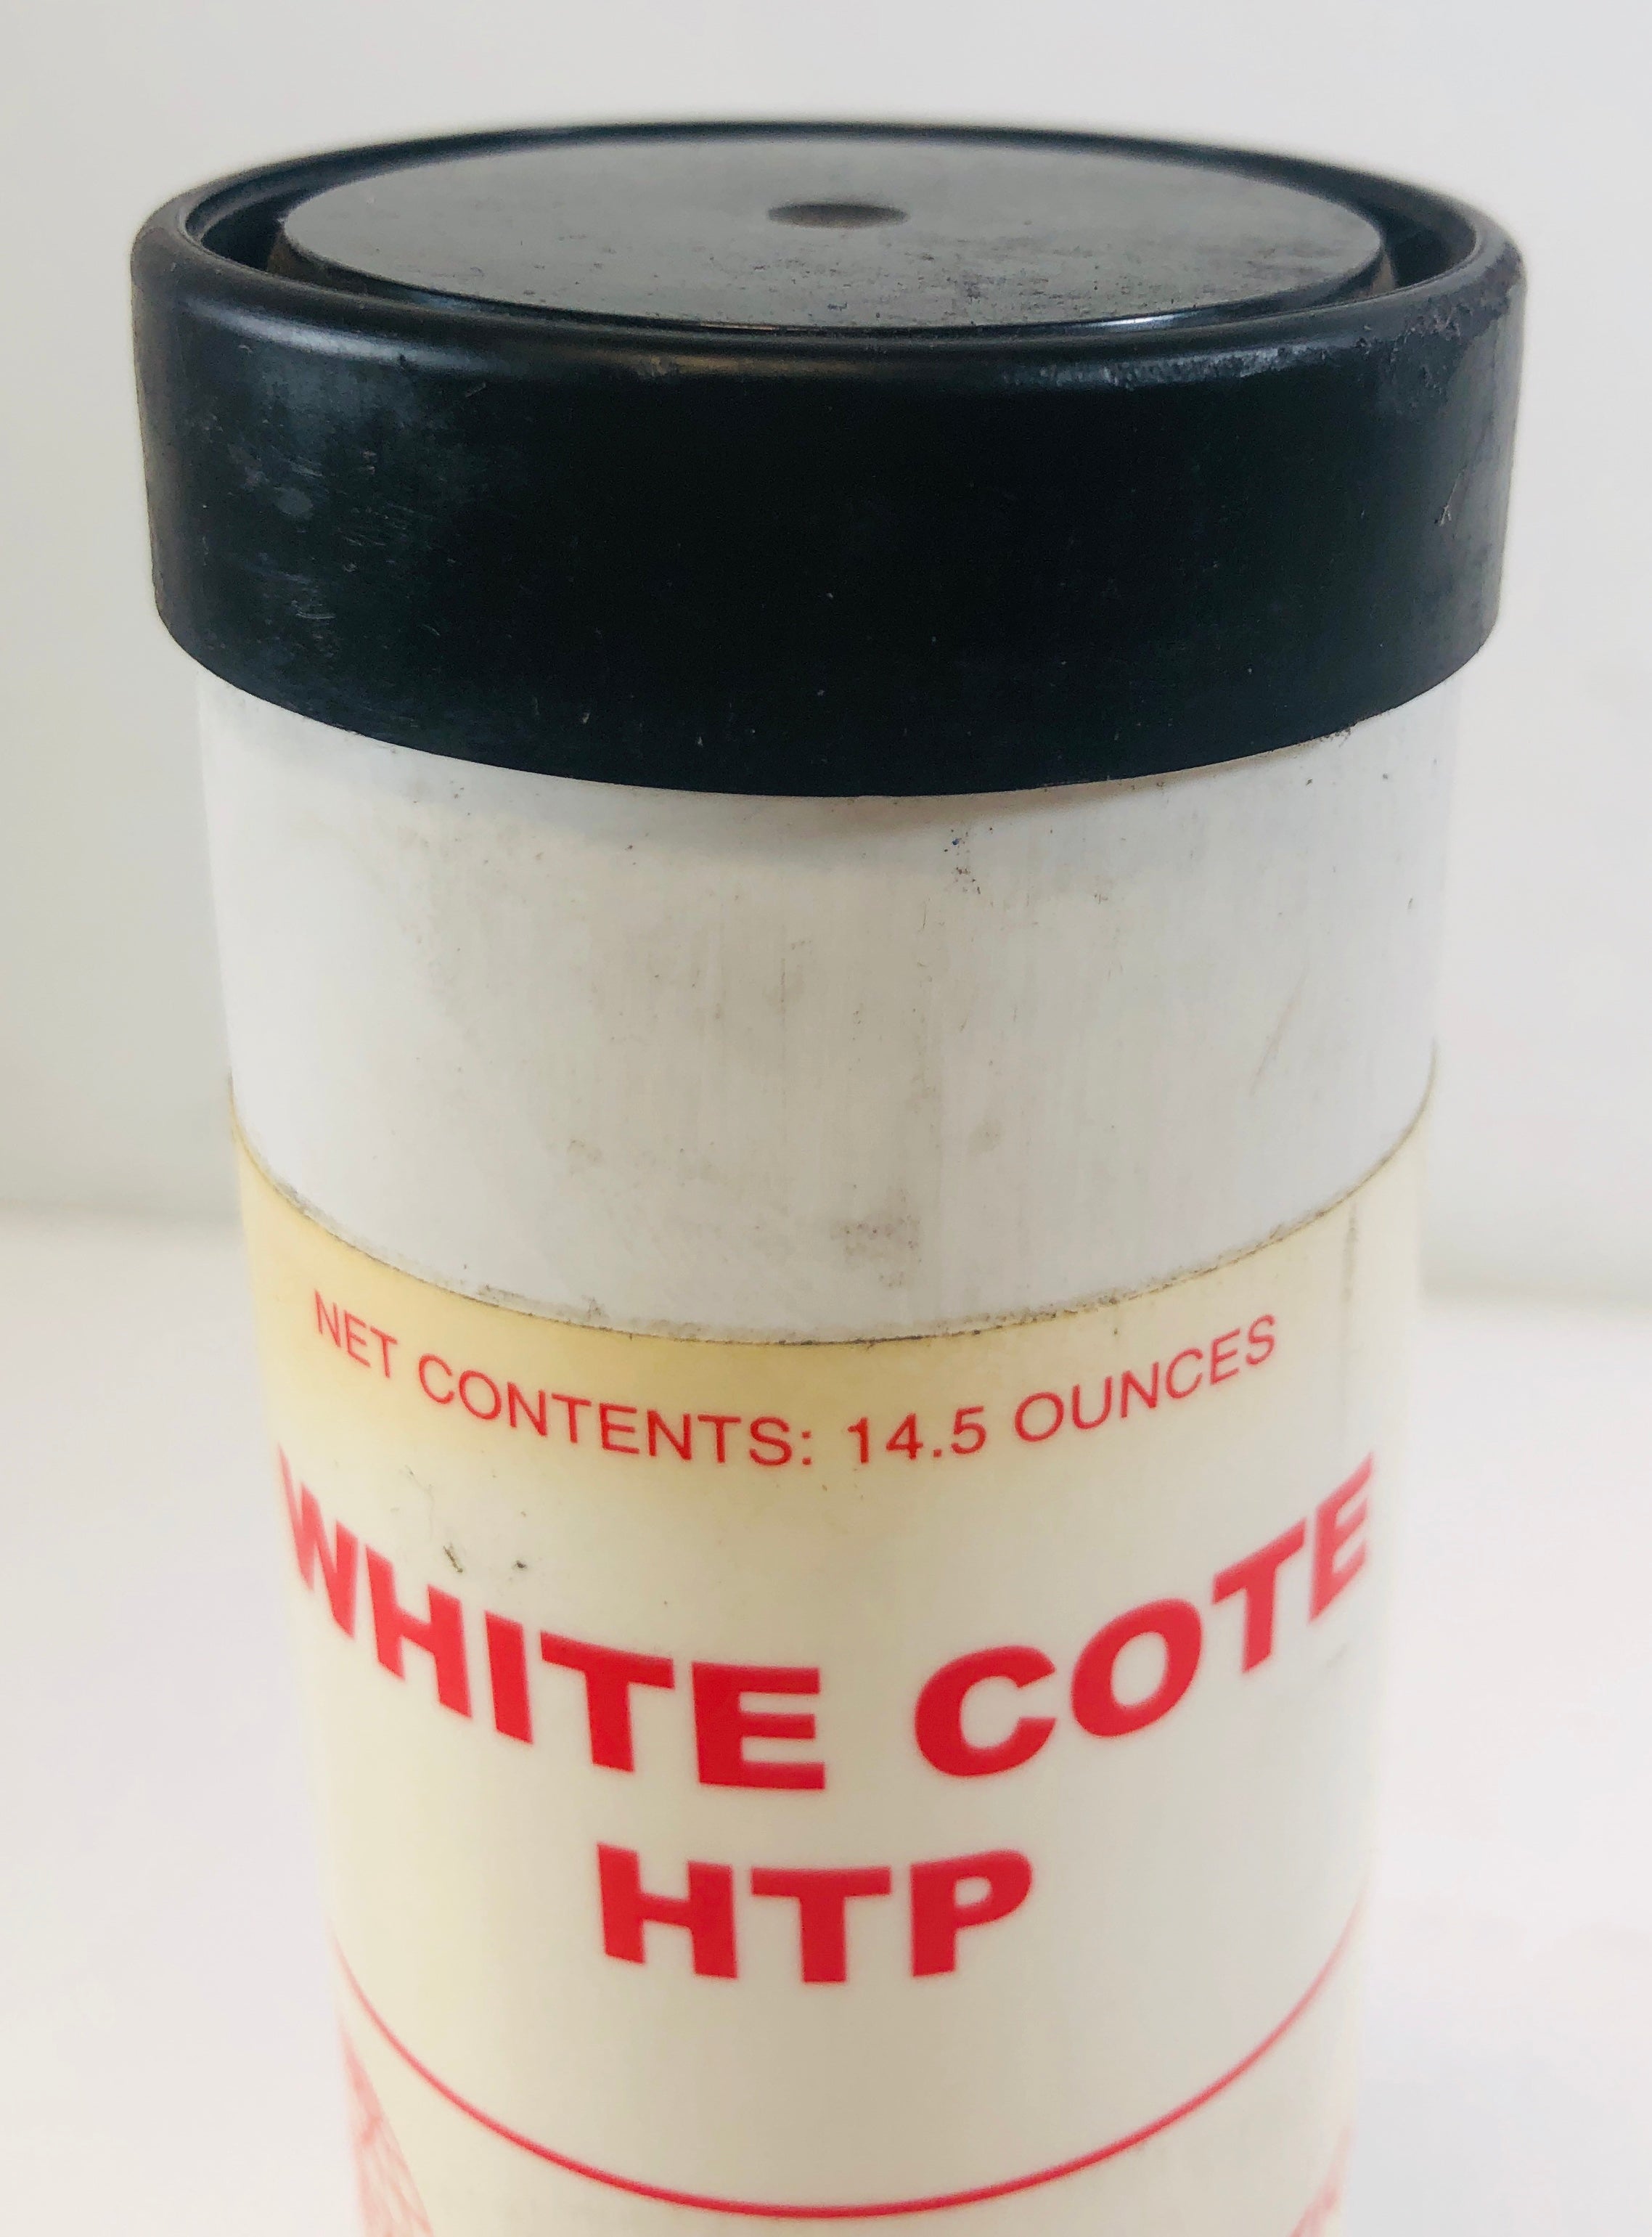 NET CONTENTS: 14.5 OUNCES
WHITE COTE
HTP